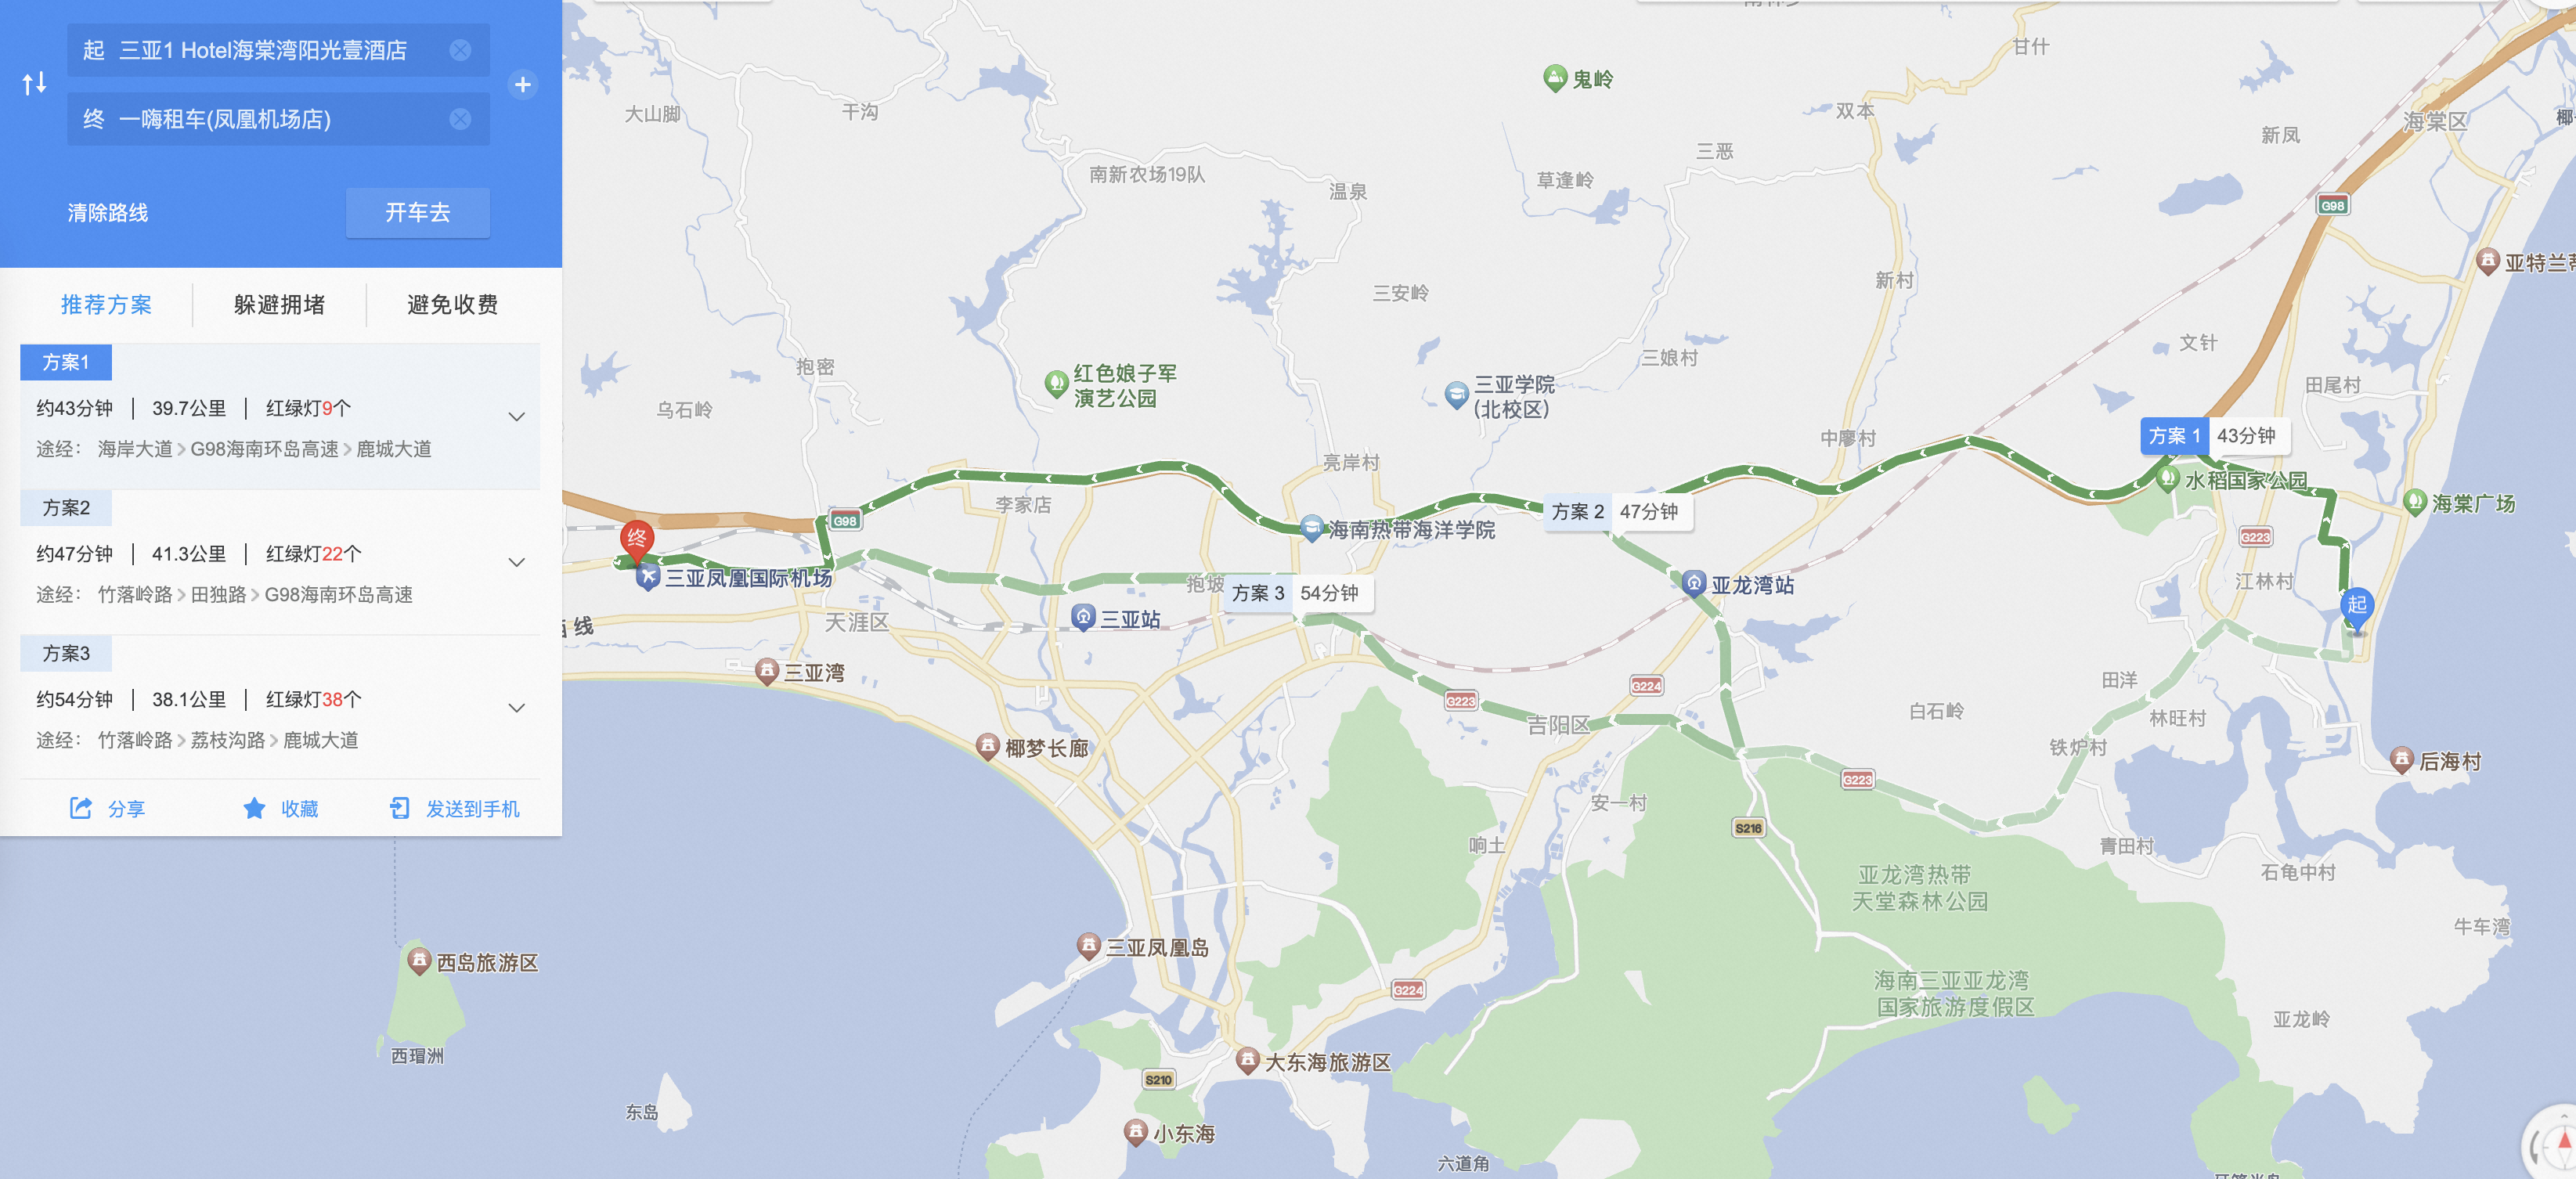 起 三亚1 Hotel海棠湾阳光壹酒店
终 一嗨租车(凤凰机场店)
清除路线
开车去
推荐方案
躲避拥堵
避免收费
方案1
约43分钟 | 39.7公里 | 红绿灯9个
途经： 海岸大道 > G98海南环岛高速 > 鹿城大道
方案2
约47分钟 | 41.3公里 | 红绿灯22个
途经： 竹落岭路 > 田独路 > G98海南环岛高速
方案3
约54分钟 | 38.1公里 | 红绿灯38个
途经： 竹落岭路 > 荔枝沟路 > 鹿城大道
分享
收藏
发送到手机
甘什
鬼岭
大山脚
干沟
双本
海棠区
新凤
三恶
南新农场19队
草逢岭
温泉
G98
亚特兰
新村
三安岭
文针
三娘村
抱密
红色娘子军
演艺公园
三亚学院
(北校区)
田尾村
乌石岭
中廖村
方案 1 43分钟
亮岸村
水稻国家公园
李家店
海棠广场
方案 2 47分钟
G98
海南热带海洋学院
终
G223
三亚凤凰国际机场
抱坡
方案 3 54分钟
亚龙湾站
江林村
起
天涯区
三亚站
线
三亚湾
田洋
G224
G223
白石岭
林旺村
吉阳区
椰梦长廊
铁炉村
后海村
G223
安一村
S216
响土
青田村
石龟中村
亚龙湾热带
天堂森林公园
牛车湾
三亚凤凰岛
西岛旅游区
海南三亚亚龙湾
国家旅游度假区
G224
亚龙岭
西瑁洲
大东海旅游区
S210
东岛
小东海
六道角